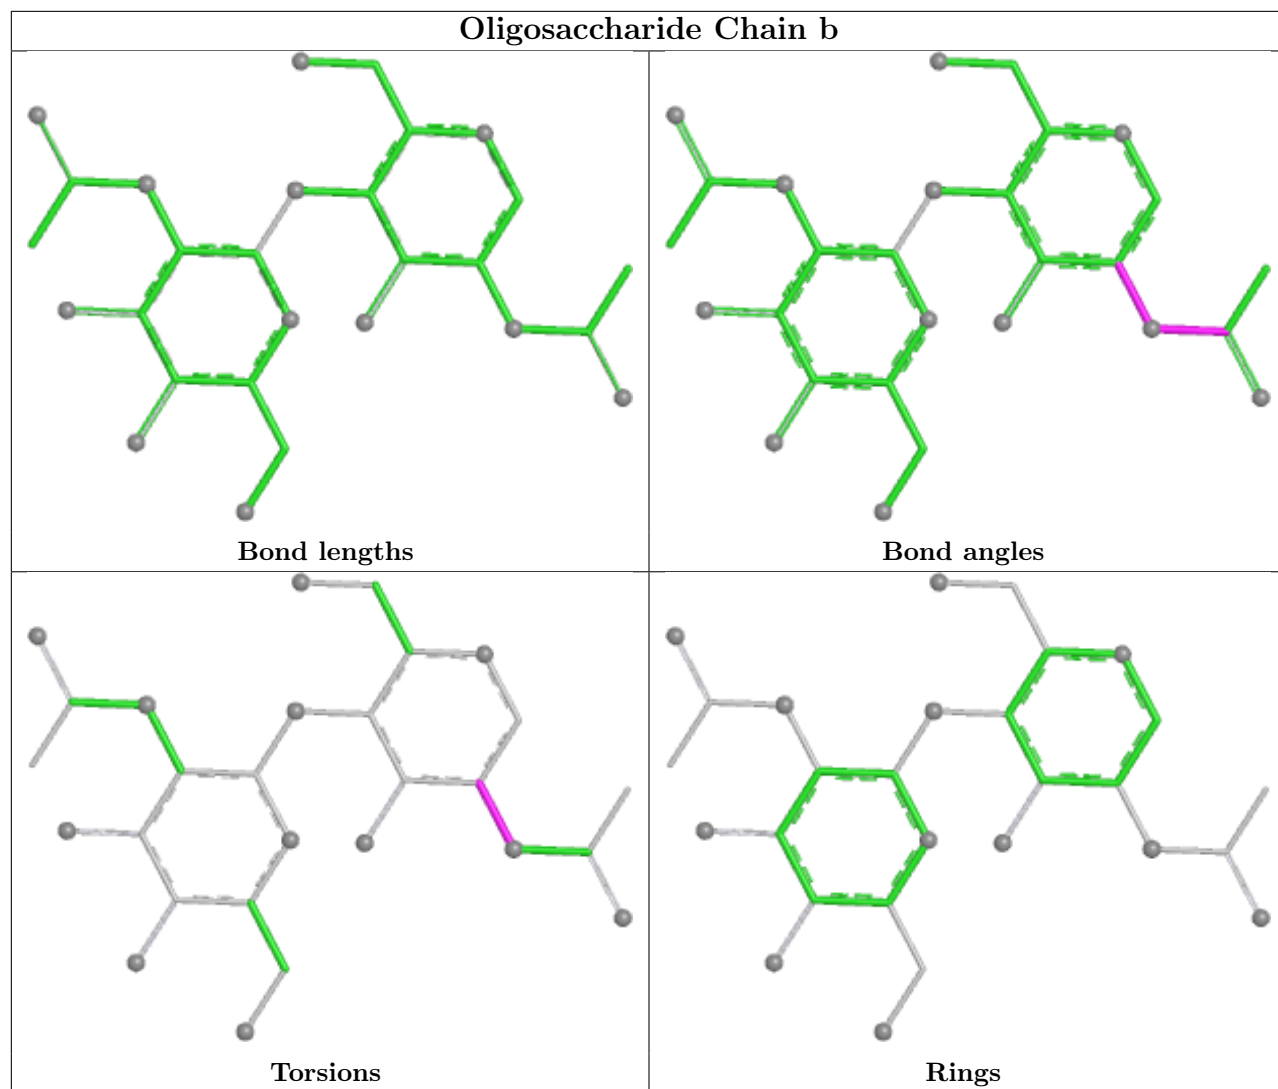 Oligosaccharide Chain b
Bond lengths
Bond angles
Torsions
Rings